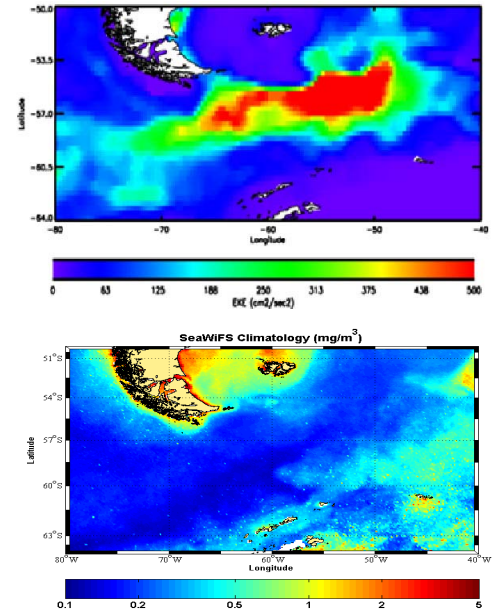 -50.0
-53.5
-57.0
-60.5
-64.0
Latitude
-80 -70 -60 -50 -40
Longitude
0 63 125 188 250 313 375 438 500
EKE (cm2/sec2)
SeaWiFS Climatology (mg/m3)
51°S
54°S
57°S
60°S
63°S
Latitude
80°W 70°W 60°W 50°W 40°W
Longitude
0.1 0.2 0.5 1 2 5